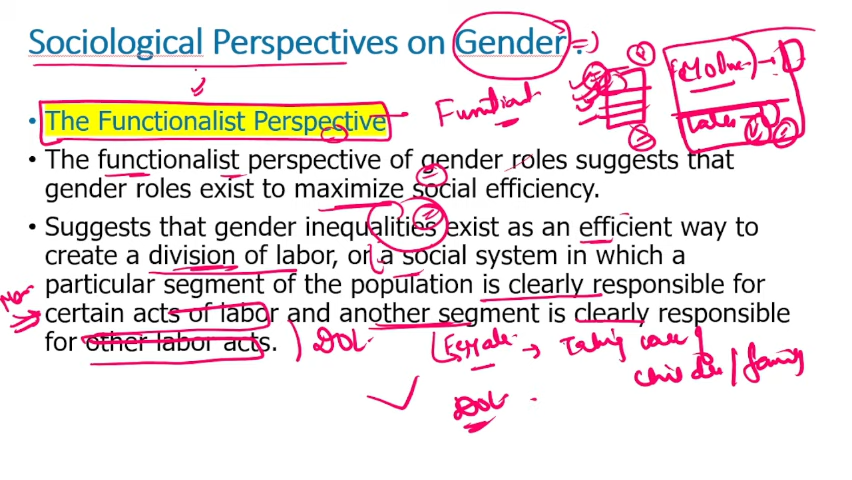 Sociological Perspectives on Gender :
• The Functionalist Perspective
• The functionalist perspective of gender roles suggests that
gender roles exist to maximize social efficiency.
• Suggests that gender inequalities exist as an efficient way to
create a division of labor, or a social system in which a
particular segment of the population is clearly responsible for
certain acts of labor and another segment is clearly responsible
for other labor acts.
DOL
Female → Taking care
children / family
DOL